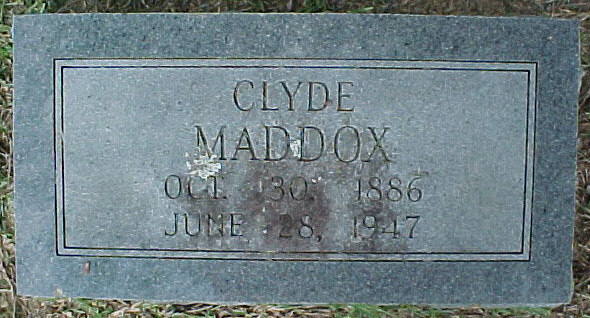 CLYDE
MADDOX
OCT. 30, 1886
JUNE 28, 1947